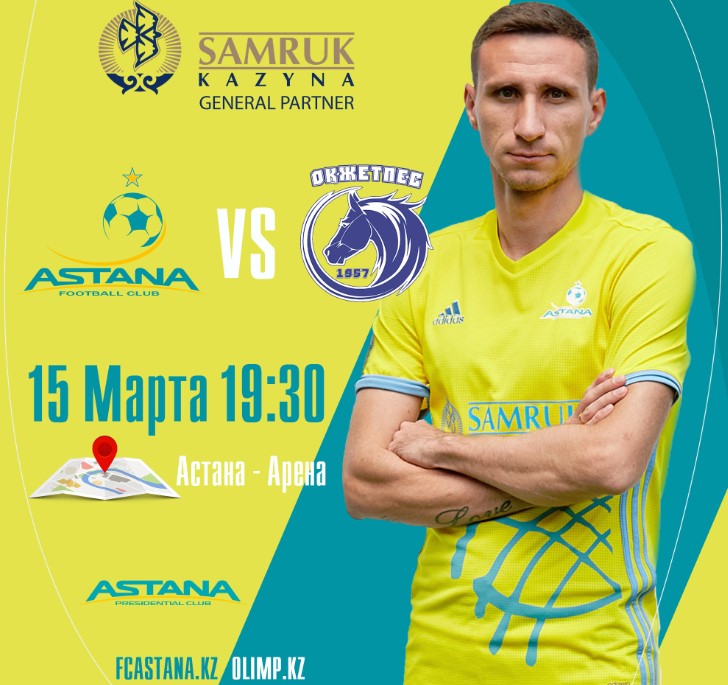 SAMRUK
KAZYNA
GENERAL PARTNER
ASTANA
FOOTBALL CLUB
VS
ОКЖЕТПЕС
1957
15 Марта 19:30
Астана - Арена
ASTANA
PRESIDENTIAL CLUB
FCASTANA.KZ OLIMP.KZ
adidas
ASTANA
SAMRUK
Love